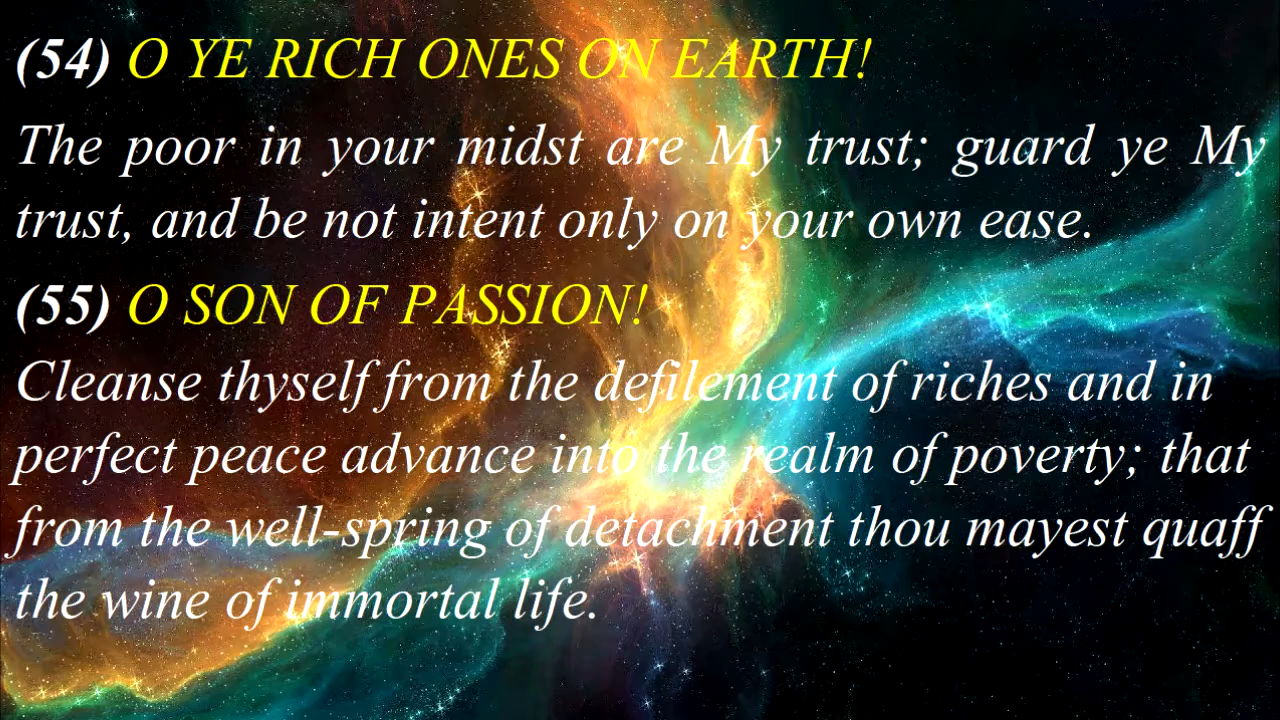 (54) O YE RICH ONES ON EARTH!
The poor in your midst are My trust; guard ye My
trust, and be not intent only on your own ease.
(55) O SON OF PASSION!
Cleanse thyself from the defilement of riches and in
perfect peace advance into the realm of poverty; that
from the well-spring of detachment thou mayest quaff
the wine of immortal life.